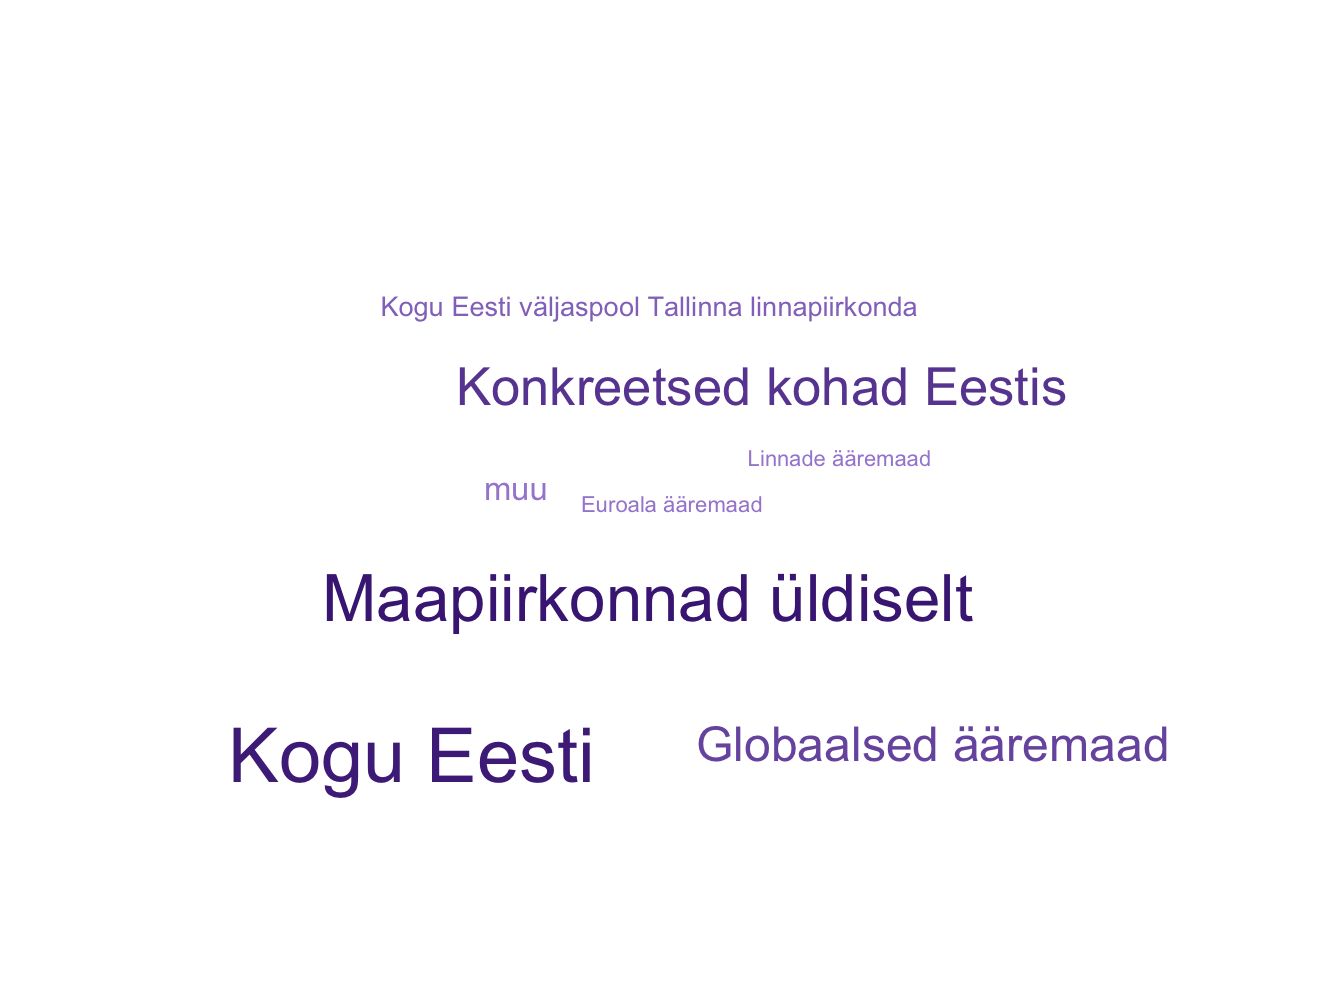 Kogu Eesti väljaspool Tallinna linnapiirkonda
Konkreetsed kohad Eestis
Linnade ääremaad
muu
Euroala ääremaad
Maapiirkonnad üldiselt
Kogu Eesti
Globaalsed ääremaad